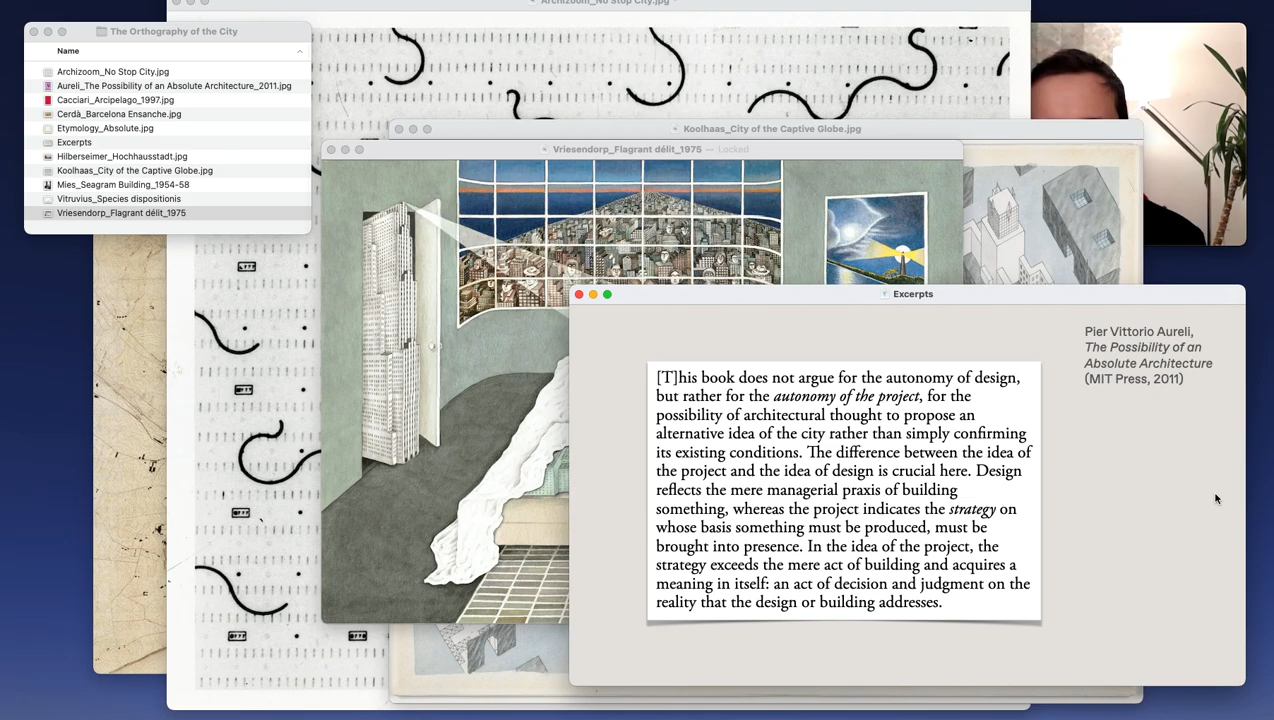 Archizoom_No Stop City.jpg
The Orthography of the City
Name
Archizoom_No Stop City.jpg
Aureli_The Possibility of an Absolute Architecture_2011.jpg
Cacciari_Arcipelago_1997.jpg
Cerdà_Barcelona Ensanche.jpg
Etymology_Absolute.jpg
Excerpts
Hilberseimer_Hochhausstadt.jpg
Koolhaas_City of the Captive Globe.jpg
Mies_Seagram Building_1954-58
Vitruvius_Species dispositionis
Vriesendorp_Flagrant délit_1975
Koolhaas_City of the Captive Globe.jpg
Vriesendorp_Flagrant délit_1975 — Locked
Excerpts
Pier Vittorio Aureli,
The Possibility of an
Absolute Architecture
(MIT Press, 2011)
[T]his book does not argue for the autonomy of design,
but rather for the autonomy of the project, for the
possibility of architectural thought to propose an
alternative idea of the city rather than simply confirming
its existing conditions. The difference between the idea of
the project and the idea of design is crucial here. Design
reflects the mere managerial praxis of building
something, whereas the project indicates the strategy on
whose basis something must be produced, must be
brought into presence. In the idea of the project, the
strategy exceeds the mere act of building and acquires a
meaning in itself: an act of decision and judgment on the
reality that the design or building addresses.